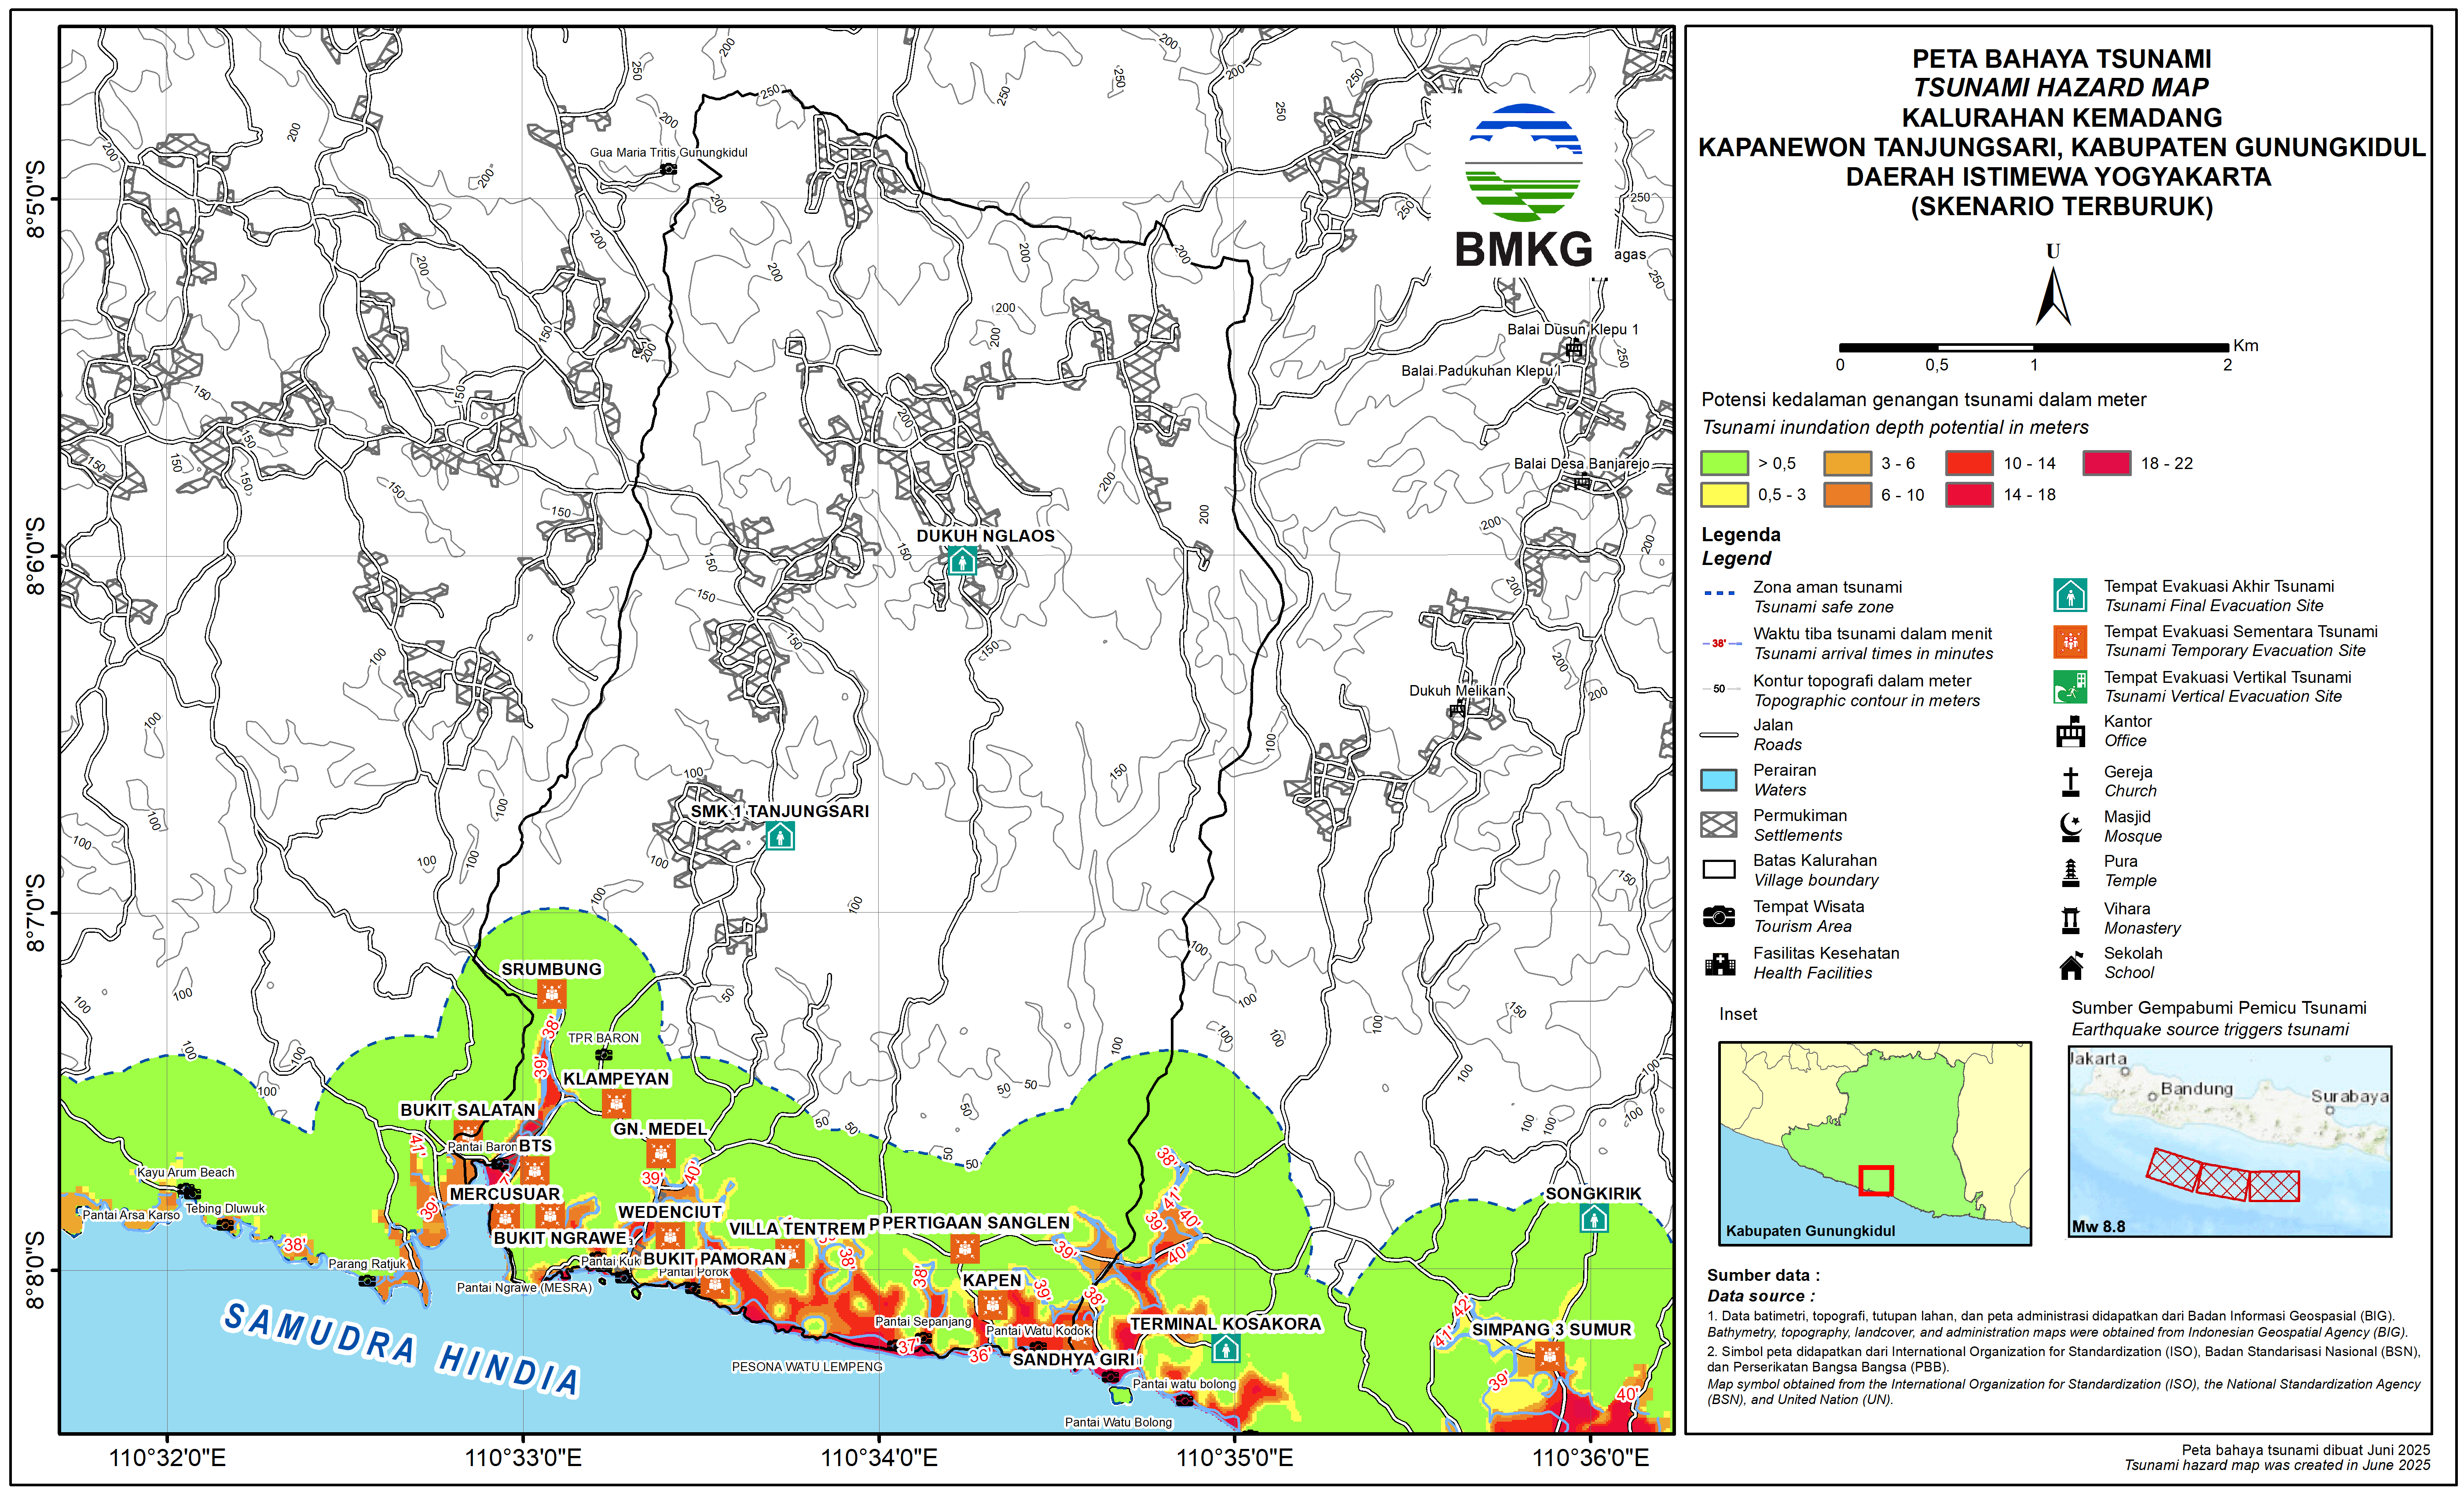 PETA BAHAYA TSUNAMI
TSUNAMI HAZARD MAP
KALURAHAN KEMADANG
KAPANEWON TANJUNGSARI, KABUPATEN GUNUNGKIDUL
DAERAH ISTIMEWA YOGYAKARTA
(SKENARIO TERBURUK)
U
Km
0 0,5 1 2
Potensi kedalaman genangan tsunami dalam meter
Tsunami inundation depth potential in meters
> 0,5 3 - 6 10 - 14 18 - 22
0,5 - 3 6 - 10 14 - 18
Legenda
Legend
Zona aman tsunami
Tsunami safe zone
38' Waktu tiba tsunami dalam menit
Tsunami arrival times in minutes
50 Kontur topografi dalam meter
Topographic contour in meters
Jalan
Roads
Perairan
Waters
Permukiman
Settlements
Batas Kalurahan
Village boundary
Tempat Wisata
Tourism Area
Fasilitas Kesehatan
Health Facilities
Tempat Evakuasi Akhir Tsunami
Tsunami Final Evacuation Site
Tempat Evakuasi Sementara Tsunami
Tsunami Temporary Evacuation Site
Tempat Evakuasi Vertikal Tsunami
Tsunami Vertical Evacuation Site
Kantor
Office
Gereja
Church
Masjid
Mosque
Pura
Temple
Vihara
Monastery
Sekolah
School
Inset
Kabupaten Gunungkidul
Sumber Gempabumi Pemicu Tsunami
Earthquake source triggers tsunami
Jakarta
Bandung
Surabaya
Mw 8.8
Sumber data :
Data source :
1. Data batimetri, topografi, tutupan lahan, dan peta administrasi didapatkan dari Badan Informasi Geospasial (BIG).
Bathymetry, topography, landcover, and administration maps were obtained from Indonesian Geospatial Agency (BIG).
2. Simbol peta didapatkan dari International Organization for Standardization (ISO), Badan Standarisasi Nasional (BSN),
dan Perserikatan Bangsa Bangsa (PBB).
Map symbol obtained from the International Organization for Standardization (ISO), the National Standardization Agency
(BSN), and United Nation (UN).
Peta bahaya tsunami dibuat Juni 2025
Tsunami hazard map was created in June 2025
BMKG
agas
Gua Maria Tritis Gunungkidul
Balai Dusun Klepu 1
Balai Padukuhan Klepu I
Balai Desa Banjarejo
DUKUH NGLAOS
Dukuh Melikan
SMK 1 TANJUNGSARI
SRUMBUNG
TPR BARON
KLAMPEYAN
BUKIT SALATAN
GN. MEDEL
Pantai Baron
BTS
Kayu Arum Beach
MERCUSUAR
SONGKIRIK
Tebing Dluwuk
Pantai Arsa Karso
WEDENCIUT
VILLA TENTREM
PERTIGAAN SANGLEN
BUKIT NGRAWE
Parang Ratjuk
BUKIT PAMORAN
Pantai Ngrawe (MESRA)
KAPEN
Pantai Sepanjang
Pantai Watu Kodok
TERMINAL KOSAKORA
SIMPANG 3 SUMUR
SANDHYA GIRI
PESONA WATU LEMPENG
Pantai watu bolong
Pantai Watu Bolong
SAMUDRA HINDIA
8°5'0"S
8°6'0"S
8°7'0"S
8°8'0"S
110°32'0"E 110°33'0"E 110°34'0"E 110°35'0"E 110°36'0"E